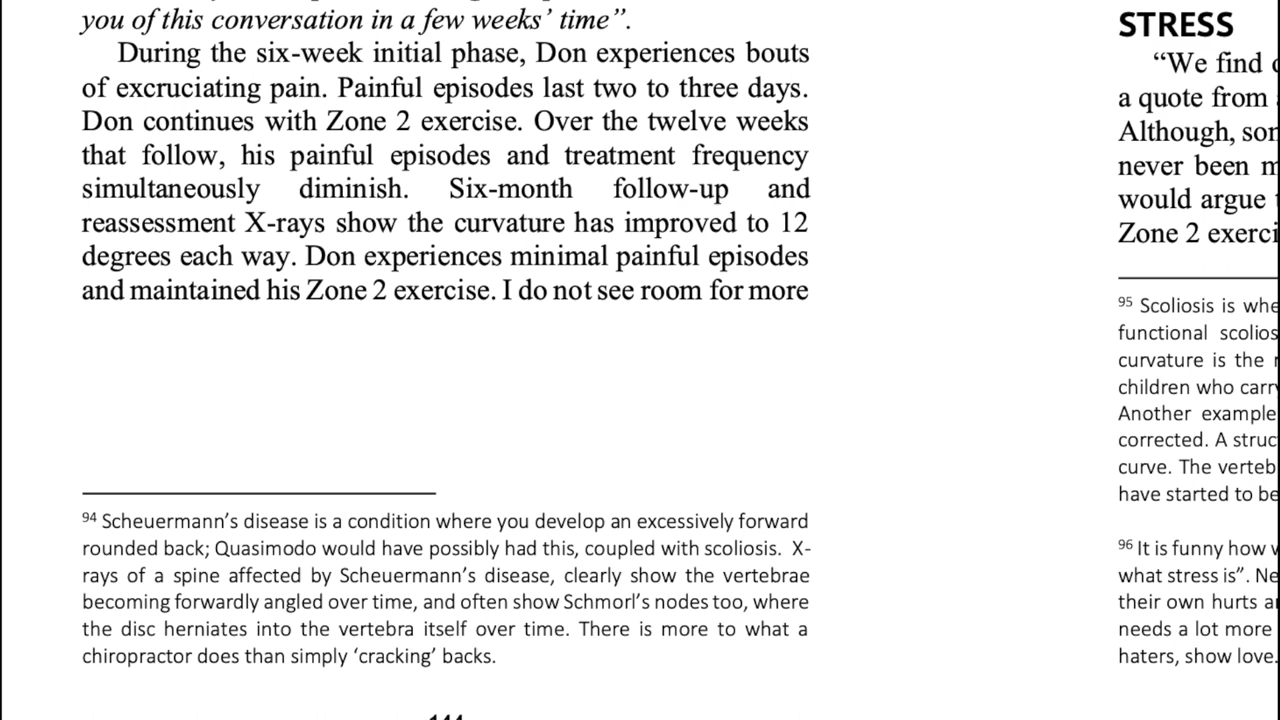 you of this conversation in a few weeks’ time”.
During the six-week initial phase, Don experiences bouts
of excruciating pain. Painful episodes last two to three days.
Don continues with Zone 2 exercise. Over the twelve weeks
that follow, his painful episodes and treatment frequency
simultaneously diminish. Six-month follow-up and
reassessment X-rays show the curvature has improved to 12
degrees each way. Don experiences minimal painful episodes
and maintained his Zone 2 exercise. I do not see room for more
94 Scheuermann’s disease is a condition where you develop an excessively forward
rounded back; Quasimodo would have possibly had this, coupled with scoliosis. X-
rays of a spine affected by Scheuermann’s disease, clearly show the vertebrae
becoming forwardly angled over time, and often show Schmorl’s nodes too, where
the disc herniates into the vertebra itself over time. There is more to what a
chiropractor does than simply ‘cracking’ backs.
STRESS
“We find
a quote from
Although,
never been
would argue
Zone 2
95 Scoliosis is
functional
curvature is the
children who
Another example
corrected. A
curve. The
have started to
96 It is funny how
what stress is”.
their own hurts
needs a lot more
haters, show love.